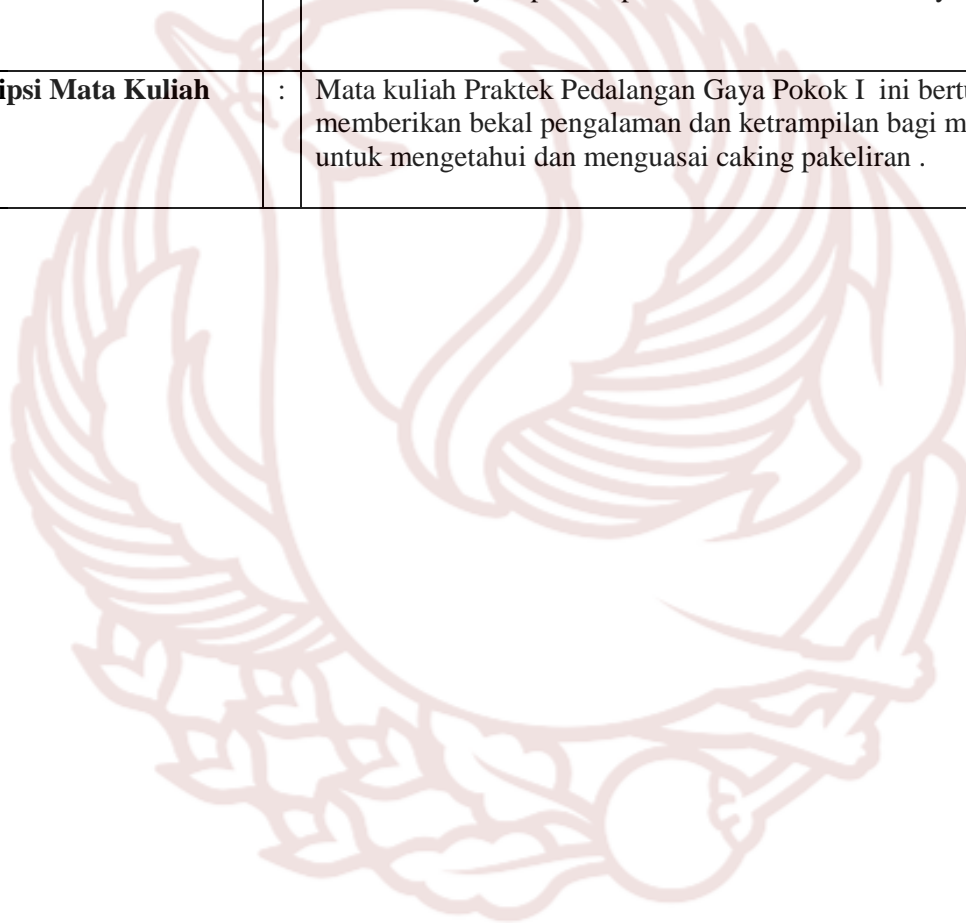 ipsi Mata Kuliah : Mata kuliah Praktek Pedalangan Gaya Pokok I ini bertu
memberikan bekal pengalaman dan ketrampilan bagi m
untuk mengetahui dan menguasai caking pakeliran .